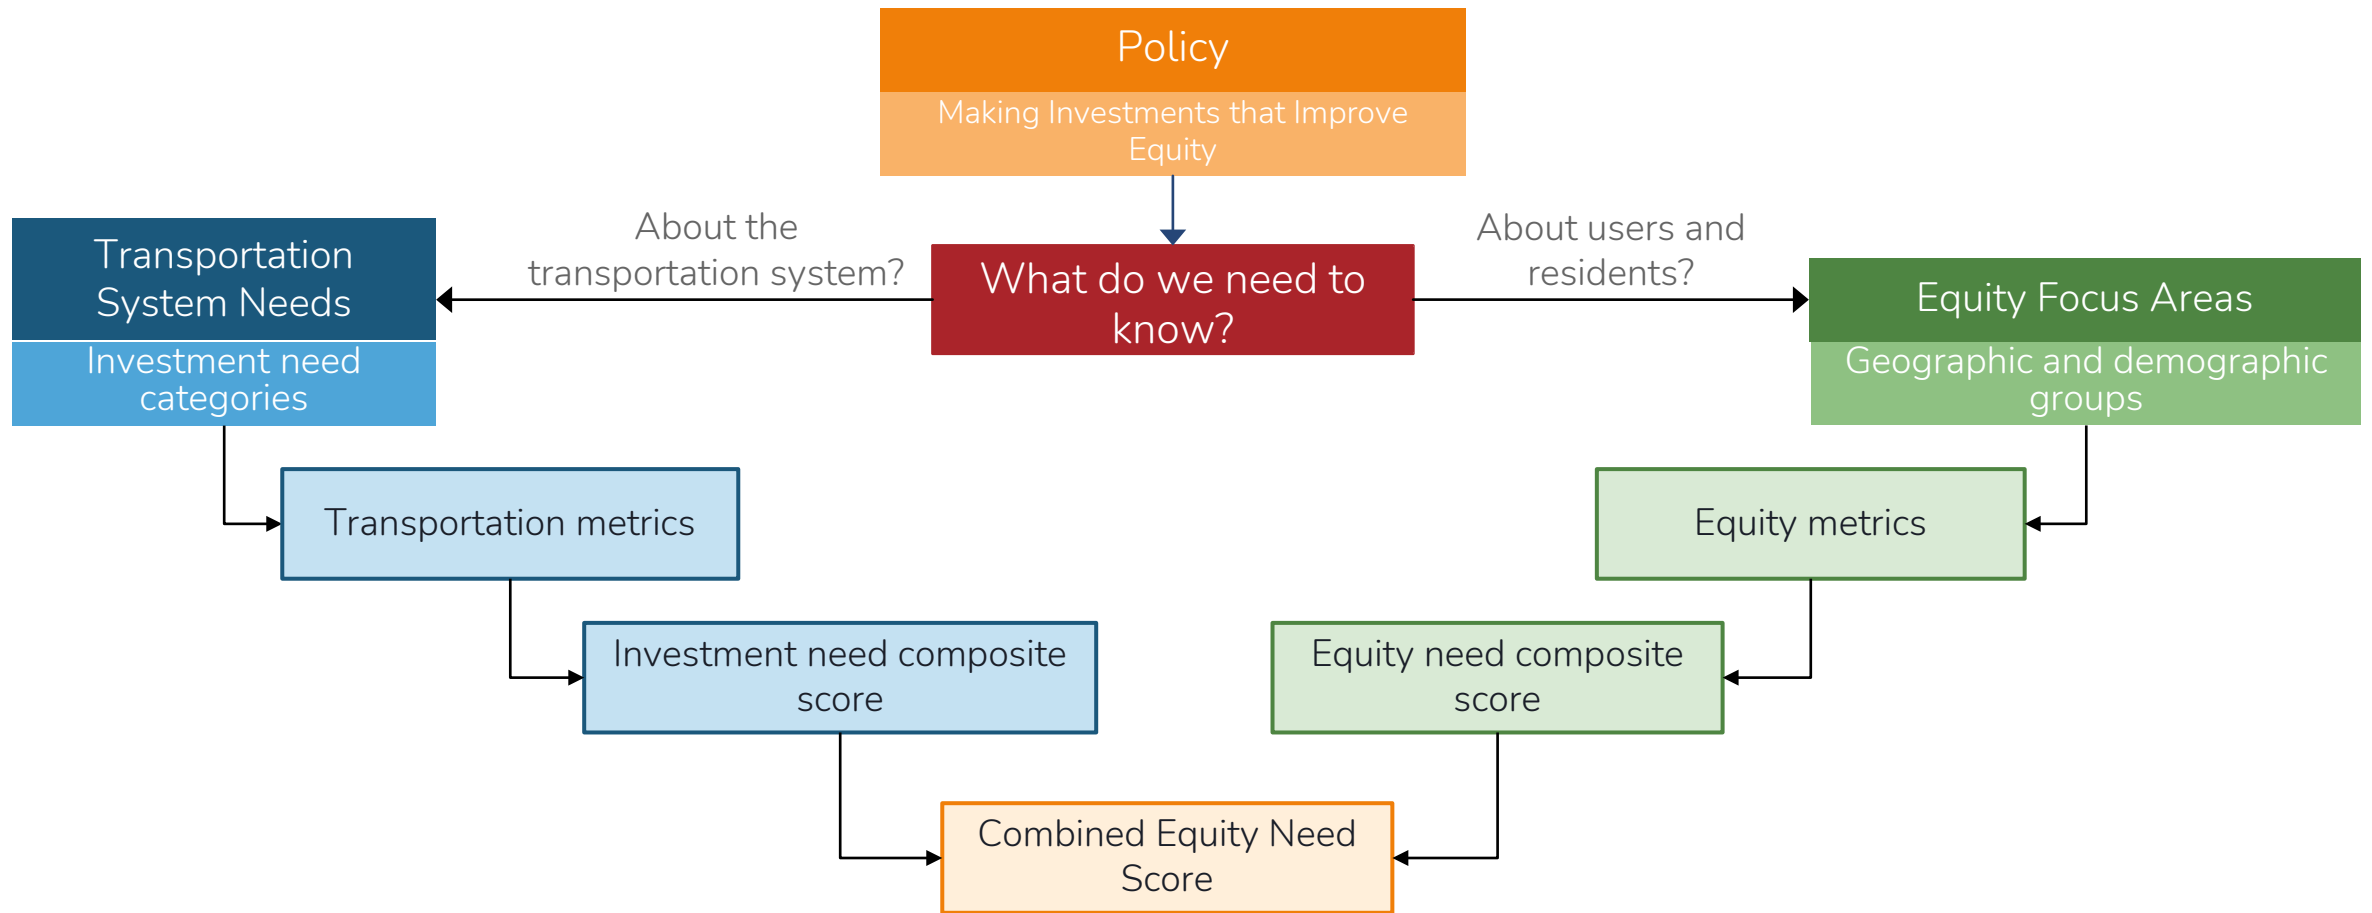 Policy
Making Investments that Improve
Equity
About the
transportation system?
About users and
residents?
Transportation
System Needs
What do we need to
know?
Equity Focus Areas
Investment need
categories
Geographic and demographic
groups
Transportation metrics
Equity metrics
Investment need composite
score
Equity need composite
score
Combined Equity Need
Score